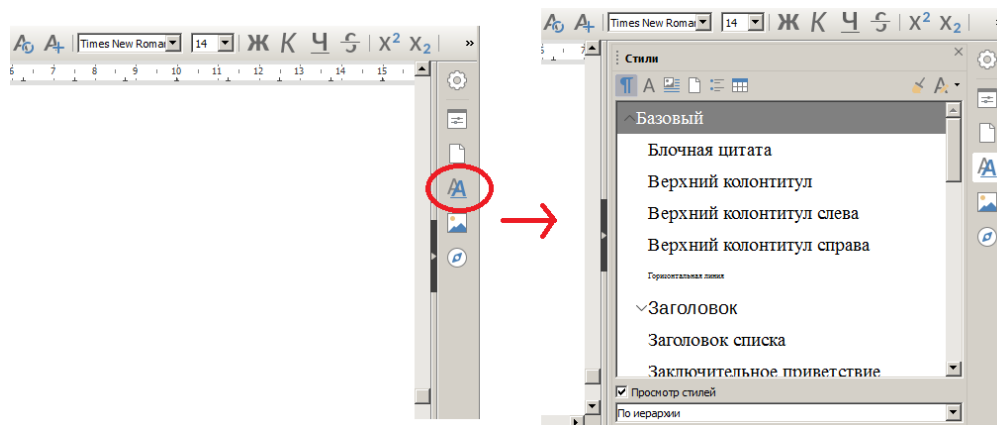 Times New Roman 14 Ж К Ч S X² X₂ »
6 7 8 9 10 11 12 13 14 15
Times New Roman 14 Ж К Ч S X² X₂
7
Стили
Базовый
Блочная цитата
Верхний колонтитул
Верхний колонтитул слева
Верхний колонтитул справа
Горизонтальная линия
Заголовок
Заголовок списка
Заключительное приветствие
Просмотр стилей
По иерархии